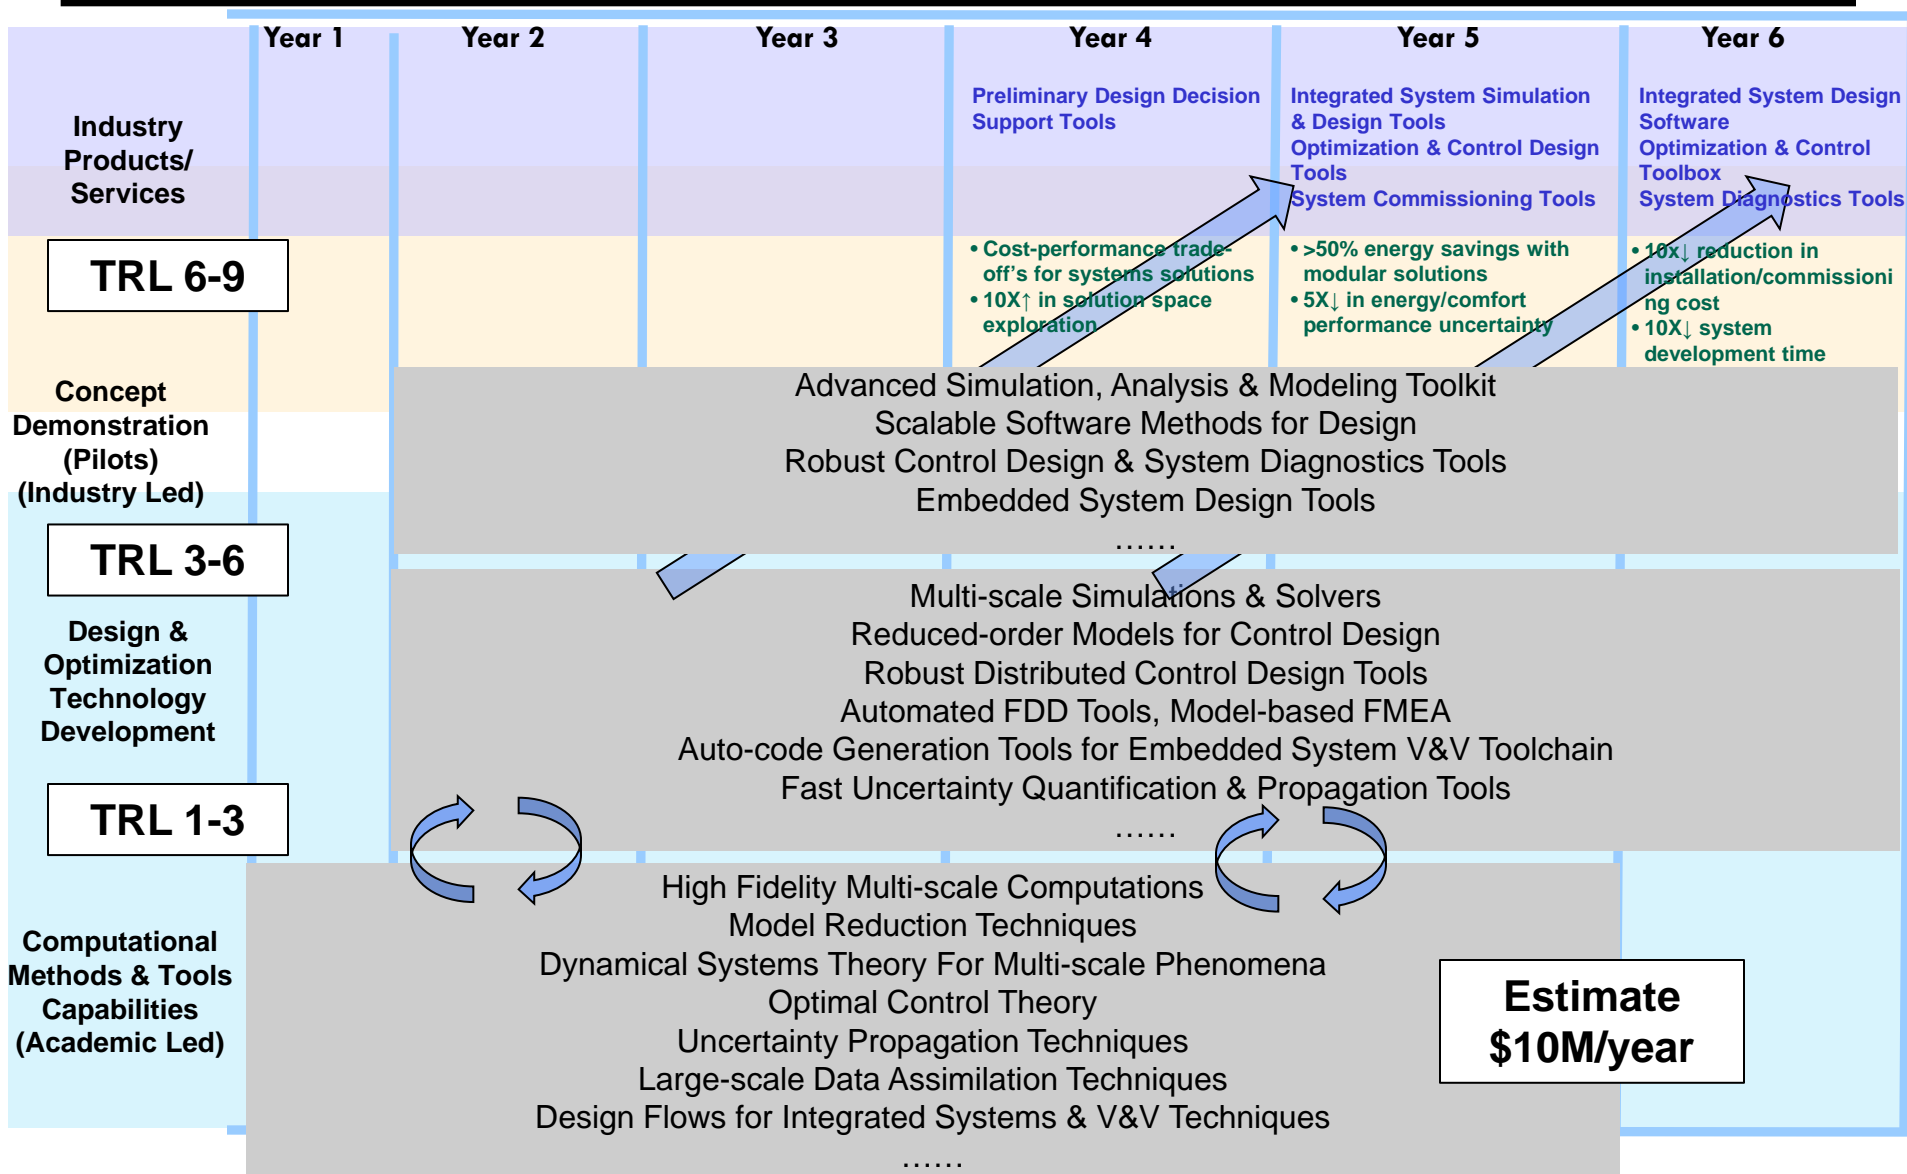 Year 1
Year 2
Year 3
Year 4
Year 5
Year 6
Industry
Products/
Services
Preliminary Design Decision
Support Tools
Integrated System Simulation
& Design Tools
Optimization & Control Design
Tools
System Commissioning Tools
Integrated System Design
Software
Optimization & Control
Toolbox
System Diagnostics Tools
TRL 6-9
• Cost-performance trade-
off's for systems solutions
• 10X↑ in solution space
exploration
• >50% energy savings with
modular solutions
• 5X↓ in energy/comfort
performance uncertainty
• 10x↓ reduction in
installation/commissioni
ng cost
• 10X↓ system
development time
Concept
Demonstration
(Pilots)
(Industry Led)
Advanced Simulation, Analysis & Modeling Toolkit
Scalable Software Methods for Design
Robust Control Design & System Diagnostics Tools
Embedded System Design Tools
……
TRL 3-6
Design &
Optimization
Technology
Development
Multi-scale Simulations & Solvers
Reduced-order Models for Control Design
Robust Distributed Control Design Tools
Automated FDD Tools, Model-based FMEA
Auto-code Generation Tools for Embedded System V&V Toolchain
Fast Uncertainty Quantification & Propagation Tools
……
TRL 1-3
Computational
Methods & Tools
Capabilities
(Academic Led)
High Fidelity Multi-scale Computations
Model Reduction Techniques
Dynamical Systems Theory For Multi-scale Phenomena
Optimal Control Theory
Uncertainty Propagation Techniques
Large-scale Data Assimilation Techniques
Design Flows for Integrated Systems & V&V Techniques
……
Estimate
$10M/year